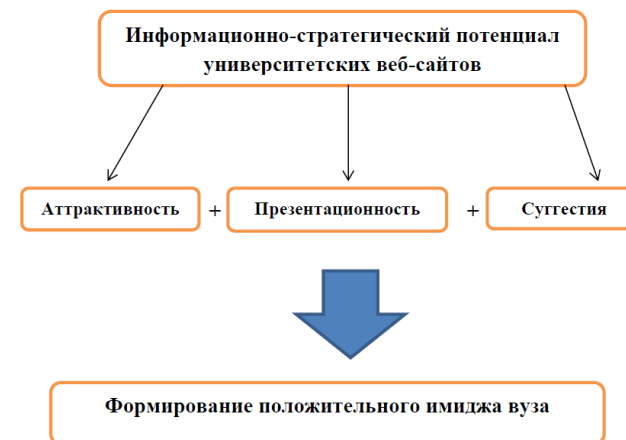 Информационно-стратегический потенциал
университетских веб-сайтов
Аттрактивность + Презентационность + Суггестия
Формирование положительного имиджа вуза